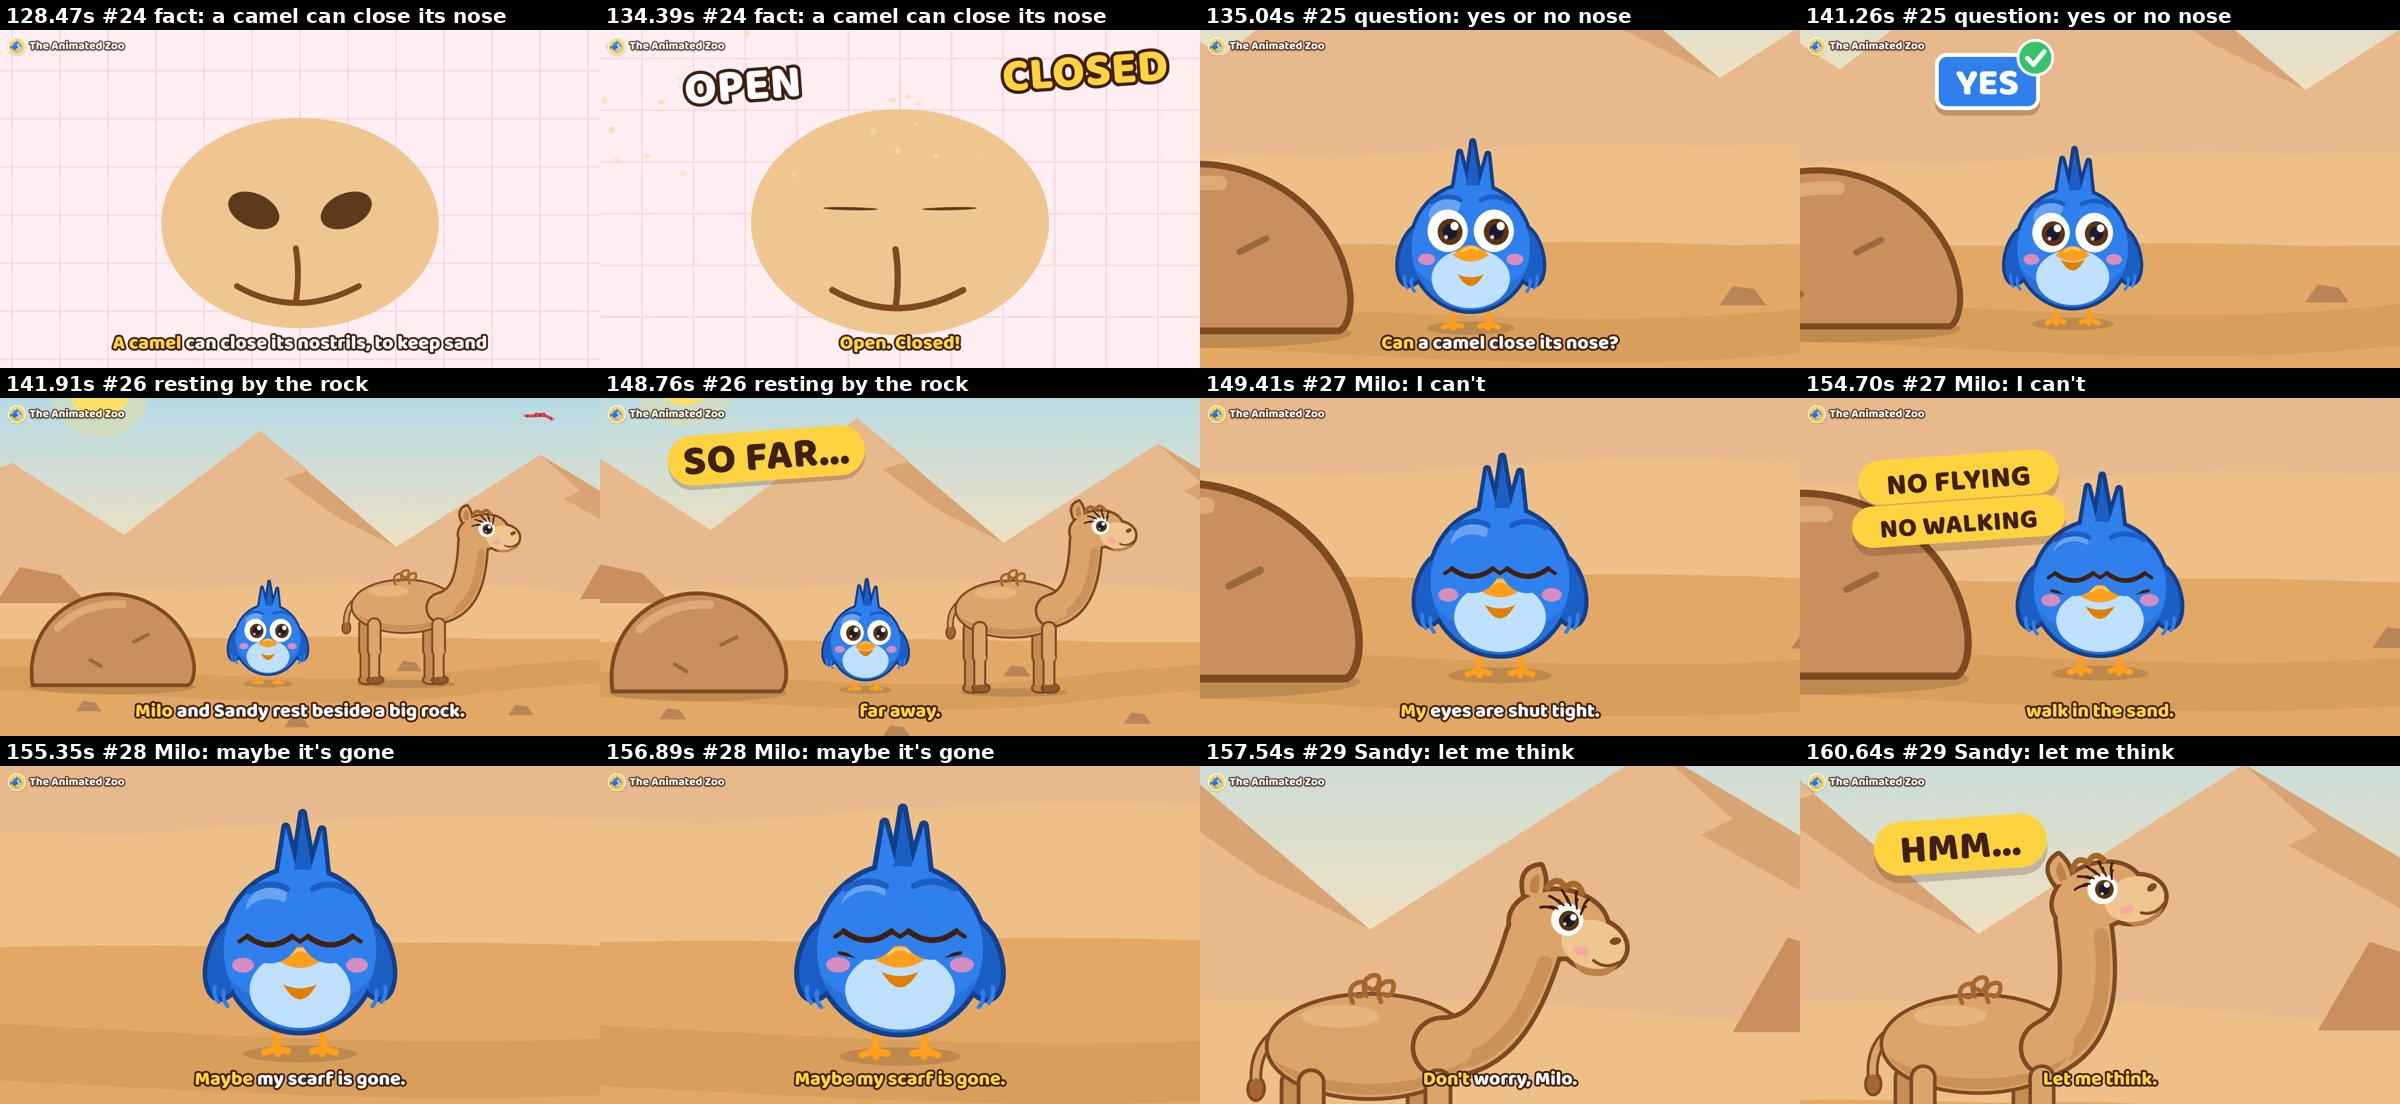 128.47s #24 fact: a camel can close its nose
The Animated Zoo
A camel can close its nostrils, to keep sand
134.39s #24 fact: a camel can close its nose
The Animated Zoo
OPEN
CLOSED
Open. Closed!
135.04s #25 question: yes or no nose
The Animated Zoo
Can a camel close its nose?
141.26s #25 question: yes or no nose
The Animated Zoo
YES
141.91s #26 resting by the rock
The Animated Zoo
Milo and Sandy rest beside a big rock.
148.76s #26 resting by the rock
The Animated Zoo
SO FAR...
far away.
149.41s #27 Milo: I can't
The Animated Zoo
My eyes are shut tight.
154.70s #27 Milo: I can't
The Animated Zoo
NO FLYING
NO WALKING
walk in the sand.
155.35s #28 Milo: maybe it's gone
The Animated Zoo
Maybe my scarf is gone.
156.89s #28 Milo: maybe it's gone
The Animated Zoo
Maybe my scarf is gone.
157.54s #29 Sandy: let me think
The Animated Zoo
Don't worry, Milo.
160.64s #29 Sandy: let me think
The Animated Zoo
HMM...
Let me think.